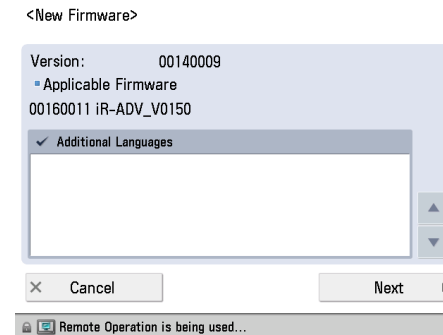 <New Firmware>
Version: 00140009
Applicable Firmware
00160011 iR-ADV_V0150
Additional Languages
Cancel Next
Remote Operation is being used...